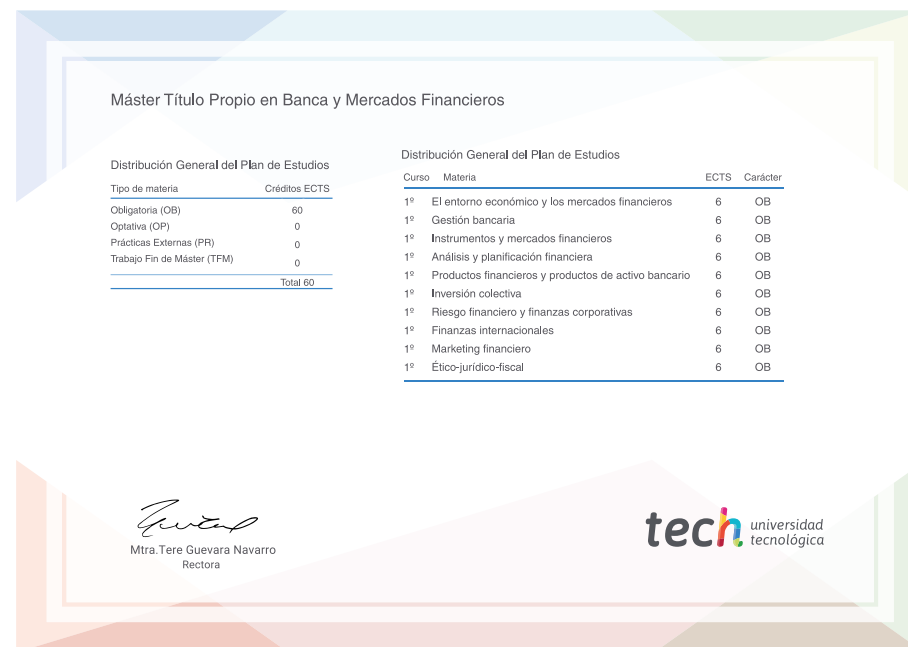 Máster Título Propio en Banca y Mercados Financieros
Distribución General del Plan de Estudios
Tipo de materia Créditos ECTS
Obligatoria (OB) 60
Optativa (OP) 0
Prácticas Externas (PR) 0
Trabajo Fin de Máster (TFM) 0
Total 60
Distribución General del Plan de Estudios
Curso Materia ECTS Carácter
1º El entorno económico y los mercados financieros 6 OB
1º Gestión bancaria 6 OB
1º Instrumentos y mercados financieros 6 OB
1º Análisis y planificación financiera 6 OB
1º Productos financieros y productos de activo bancario 6 OB
1º Inversión colectiva 6 OB
1º Riesgo financiero y finanzas corporativas 6 OB
1º Finanzas internacionales 6 OB
1º Marketing financiero 6 OB
1º Ético-jurídico-fiscal 6 OB
Mtra.Tere Guevara Navarro
Rectora
tech universidad
tecnológica